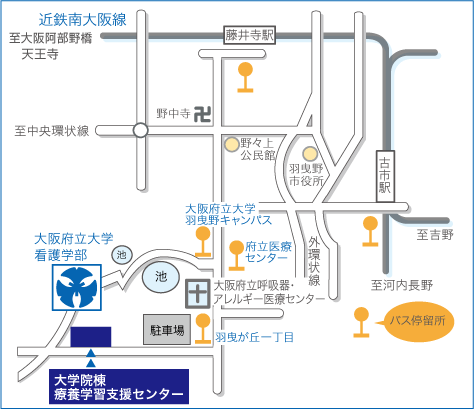 近鉄南大阪線
至大阪阿部野橋
天王寺
藤井寺駅
野中寺
至中央環状線
野々上
公民館
羽曳野
市役所
古市駅
大阪府立大学
羽曳野キャンパス
大阪府立大学
看護学部
池
府立医療
センター
外環状線
至吉野
池
大阪府立呼吸器・
アレルギー医療センター
至河内長野
駐車場
羽曳が丘一丁目
バス停留所
大学院棟
療養学習支援センター